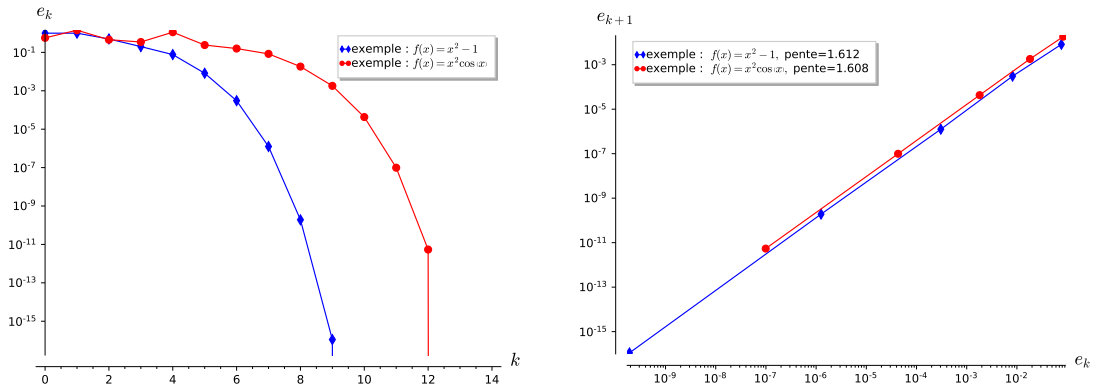 e_k
10^-1
10^-3
10^-5
10^-7
10^-9
10^-11
10^-13
10^-15
exemple : f(x) = x² − 1
exemple : f(x) = x² cos x
0 2 4 6 8 10 12 14
k
e_{k+1}
10^-3
10^-5
10^-7
10^-9
10^-11
10^-13
10^-15
exemple : f(x) = x² − 1, pente=1.612
exemple : f(x) = x² cos x, pente=1.608
10^-9 10^-8 10^-7 10^-6 10^-5 10^-4 10^-3 10^-2 10^-1
e_k